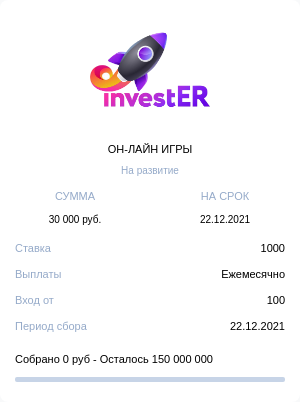 investER
ОН-ЛАЙН ИГРЫ
На развитие
СУММА НА СРОК
30 000 руб. 22.12.2021
Ставка 1000
Выплаты Ежемесячно
Вход от 100
Период сбора 22.12.2021
Собрано 0 руб - Осталось 150 000 000